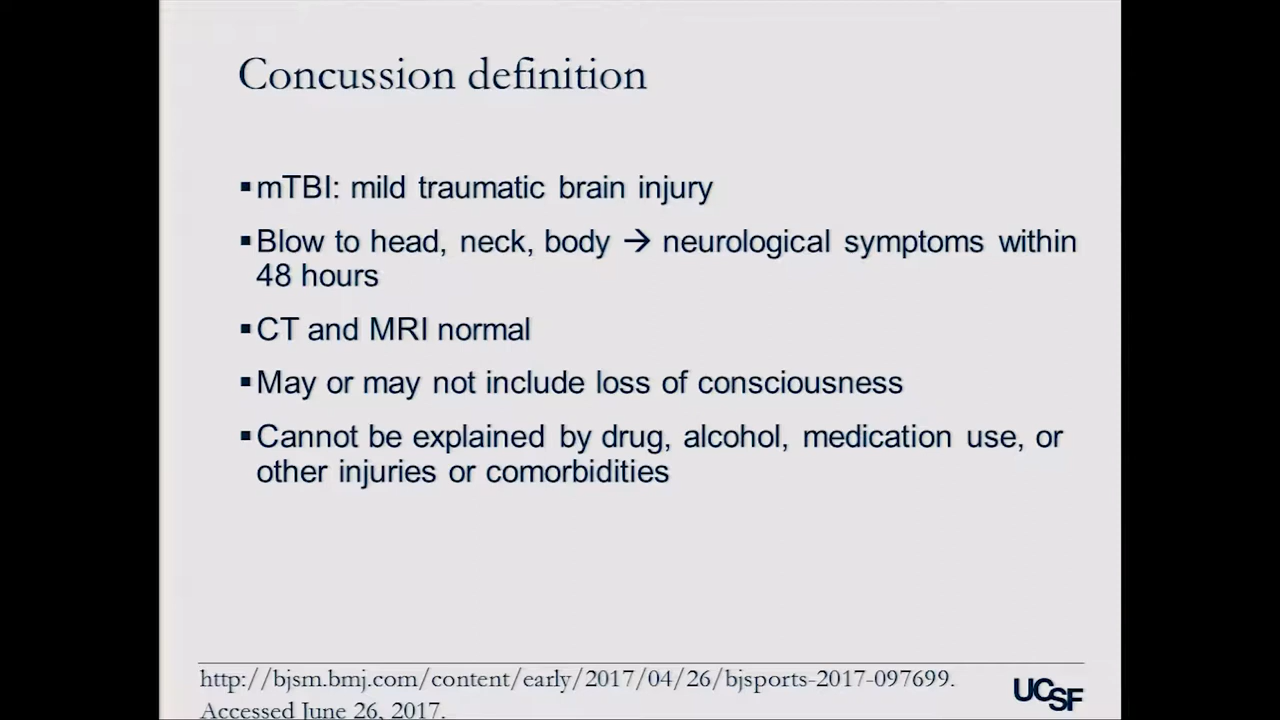 Concussion definition
▪mTBI: mild traumatic brain injury
▪Blow to head, neck, body → neurological symptoms within
48 hours
▪CT and MRI normal
▪May or may not include loss of consciousness
▪Cannot be explained by drug, alcohol, medication use, or
other injuries or comorbidities
http://bjsm.bmj.com/content/early/2017/04/26/bjsports-2017-097699.
Accessed June 26, 2017.
UCSF